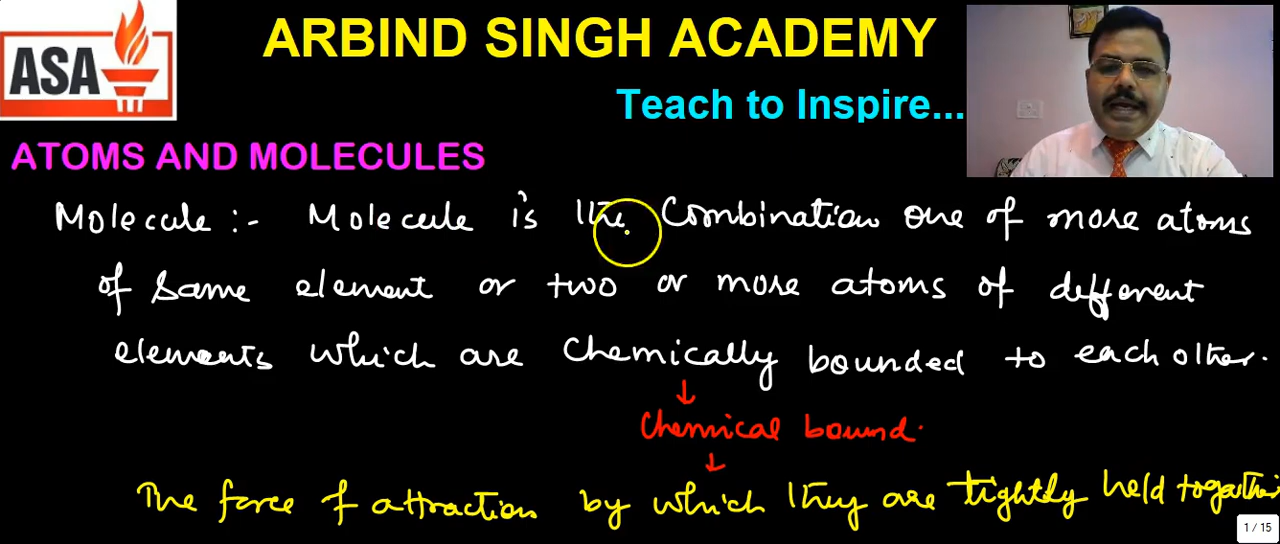 ASA
ARBIND SINGH ACADEMY
Teach to Inspire...
ATOMS AND MOLECULES
Molecule :- Molecule is the Combination one of more atoms
of same element or two or more atoms of different
elements which are chemically bounded to each other.
↓
Chemical bound.
↓
The force of attraction by which they are tightly held togather
1 / 15